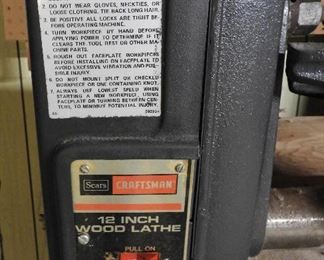 2. DO NOT WEAR GLOVES, NECKTIES, OR
LOOSE CLOTHING. TIE BACK LONG HAIR.
3. BE POSITIVE ALL LOCKS ARE TIGHT BE-
FORE OPERATING MACHINE.
4. TURN WORKPIECE BY HAND BEFORE
APPLYING POWER TO DETERMINE IF IT
CLEARS THE TOOL REST OR OTHER MA-
CHINE PARTS.
5. ROUGH OUT FACEPLATE WORKPIECES
BEFORE INSTALLING ON FACEPLATE TO
AVOID EXCESSIVE VIBRATION AND POS-
SIBLE INJURY.
6. DO NOT MOUNT SPLIT OR CHECKED
WORKPIECE OR ONE CONTAINING KNOT.
7. ALWAYS USE LOWEST SPEED WHEN
STARTING A NEW WORKPIECE. USING
FACEPLATE OR TURNING BETWEEN CEN-
TERS, TO MINIMIZE POTENTIAL INJURY.
Sears CRAFTSMAN
12 INCH
WOOD LATHE
PULL ON